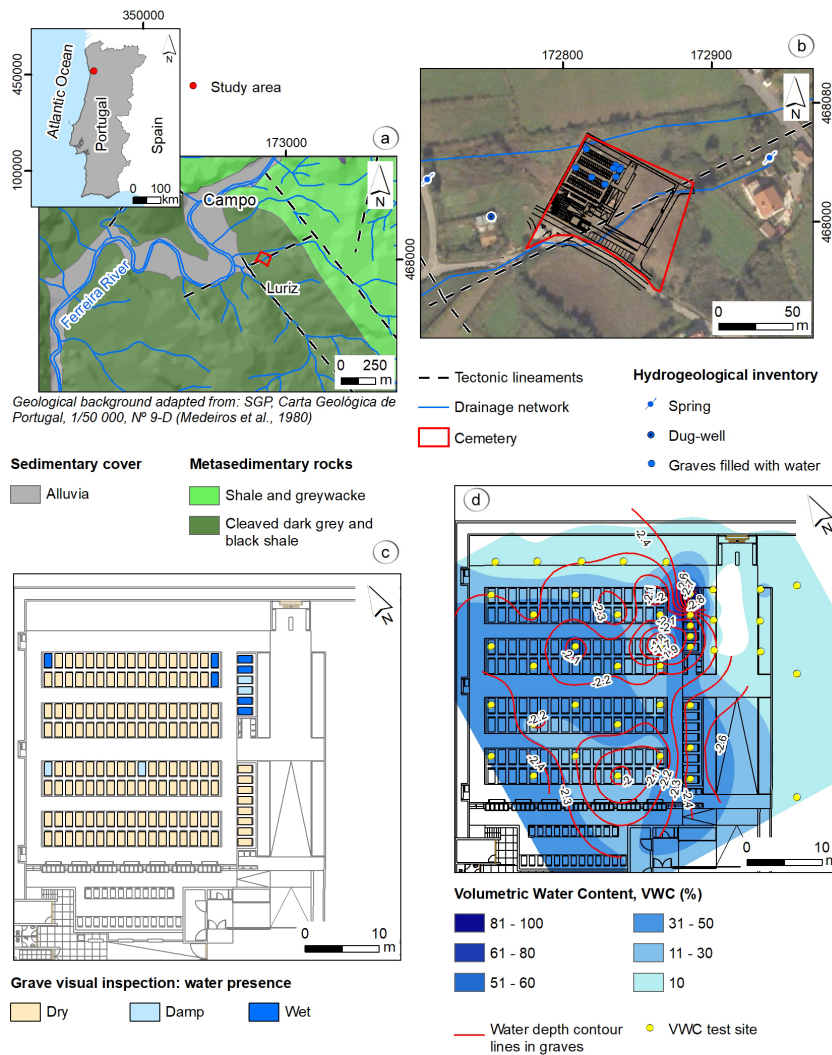 350000
450000
100000
Atlantic Ocean
Portugal
Spain
N
0 100
km
Study area
a
173000
468000
N
Campo
Luriz
Ferreira River
0 250
m
Geological background adapted from: SGP, Carta Geológica de
Portugal, 1/50 000, Nº 9-D (Medeiros et al., 1980)
b
172800
172900
468080
468000
N
0 50
m
Tectonic lineaments
Drainage network
Cemetery
Hydrogeological inventory
Spring
Dug-well
Graves filled with water
Sedimentary cover
Alluvia
Metasedimentary rocks
Shale and greywacke
Cleaved dark grey and
black shale
c
N
0 10
m
Grave visual inspection: water presence
Dry
Damp
Wet
d
N
-2.4
-2.1
-2.3
-2.1
-2.2
-2.2
-2.4
-2.3
-2.1
-2.2
-2.3
-2.4
-2.6
0 10
m
Volumetric Water Content, VWC (%)
81 - 100
61 - 80
51 - 60
31 - 50
11 - 30
10
Water depth contour
lines in graves
VWC test site